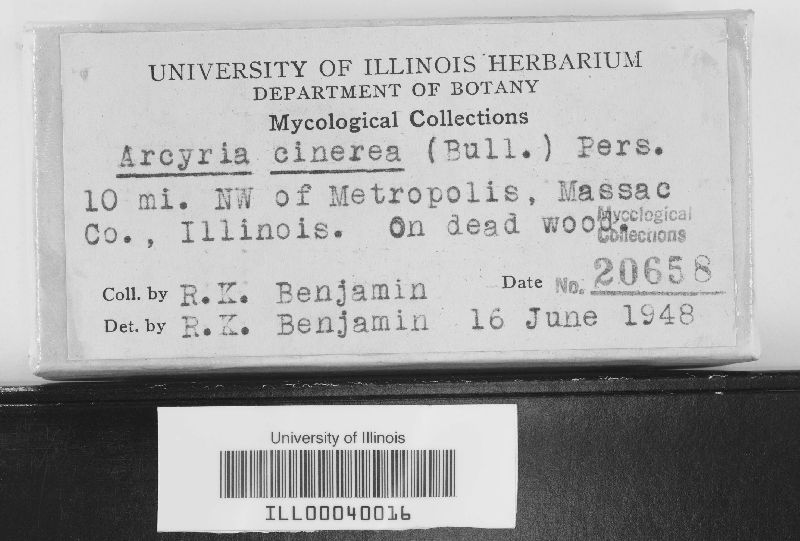 UNIVERSITY OF ILLINOIS HERBARIUM
DEPARTMENT OF BOTANY
Mycological Collections
Arcyria cinerea (Bull.) Pers.
10 mi. NW of Metropolis, Massac
Co., Illinois. On dead wood.
Mycological
Collections
Date No. 20658
Coll. by R.K. Benjamin
Det. by R.K. Benjamin 16 June 1948
University of Illinois
ILL00040016